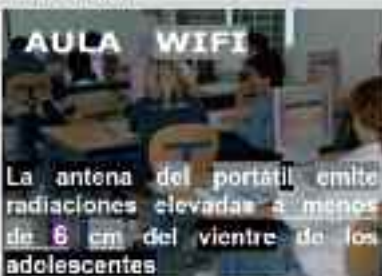 AULA WIFI
La antena del portátil emite
radiaciones elevadas a menos
de 6 cm del vientre de los
adolescentes